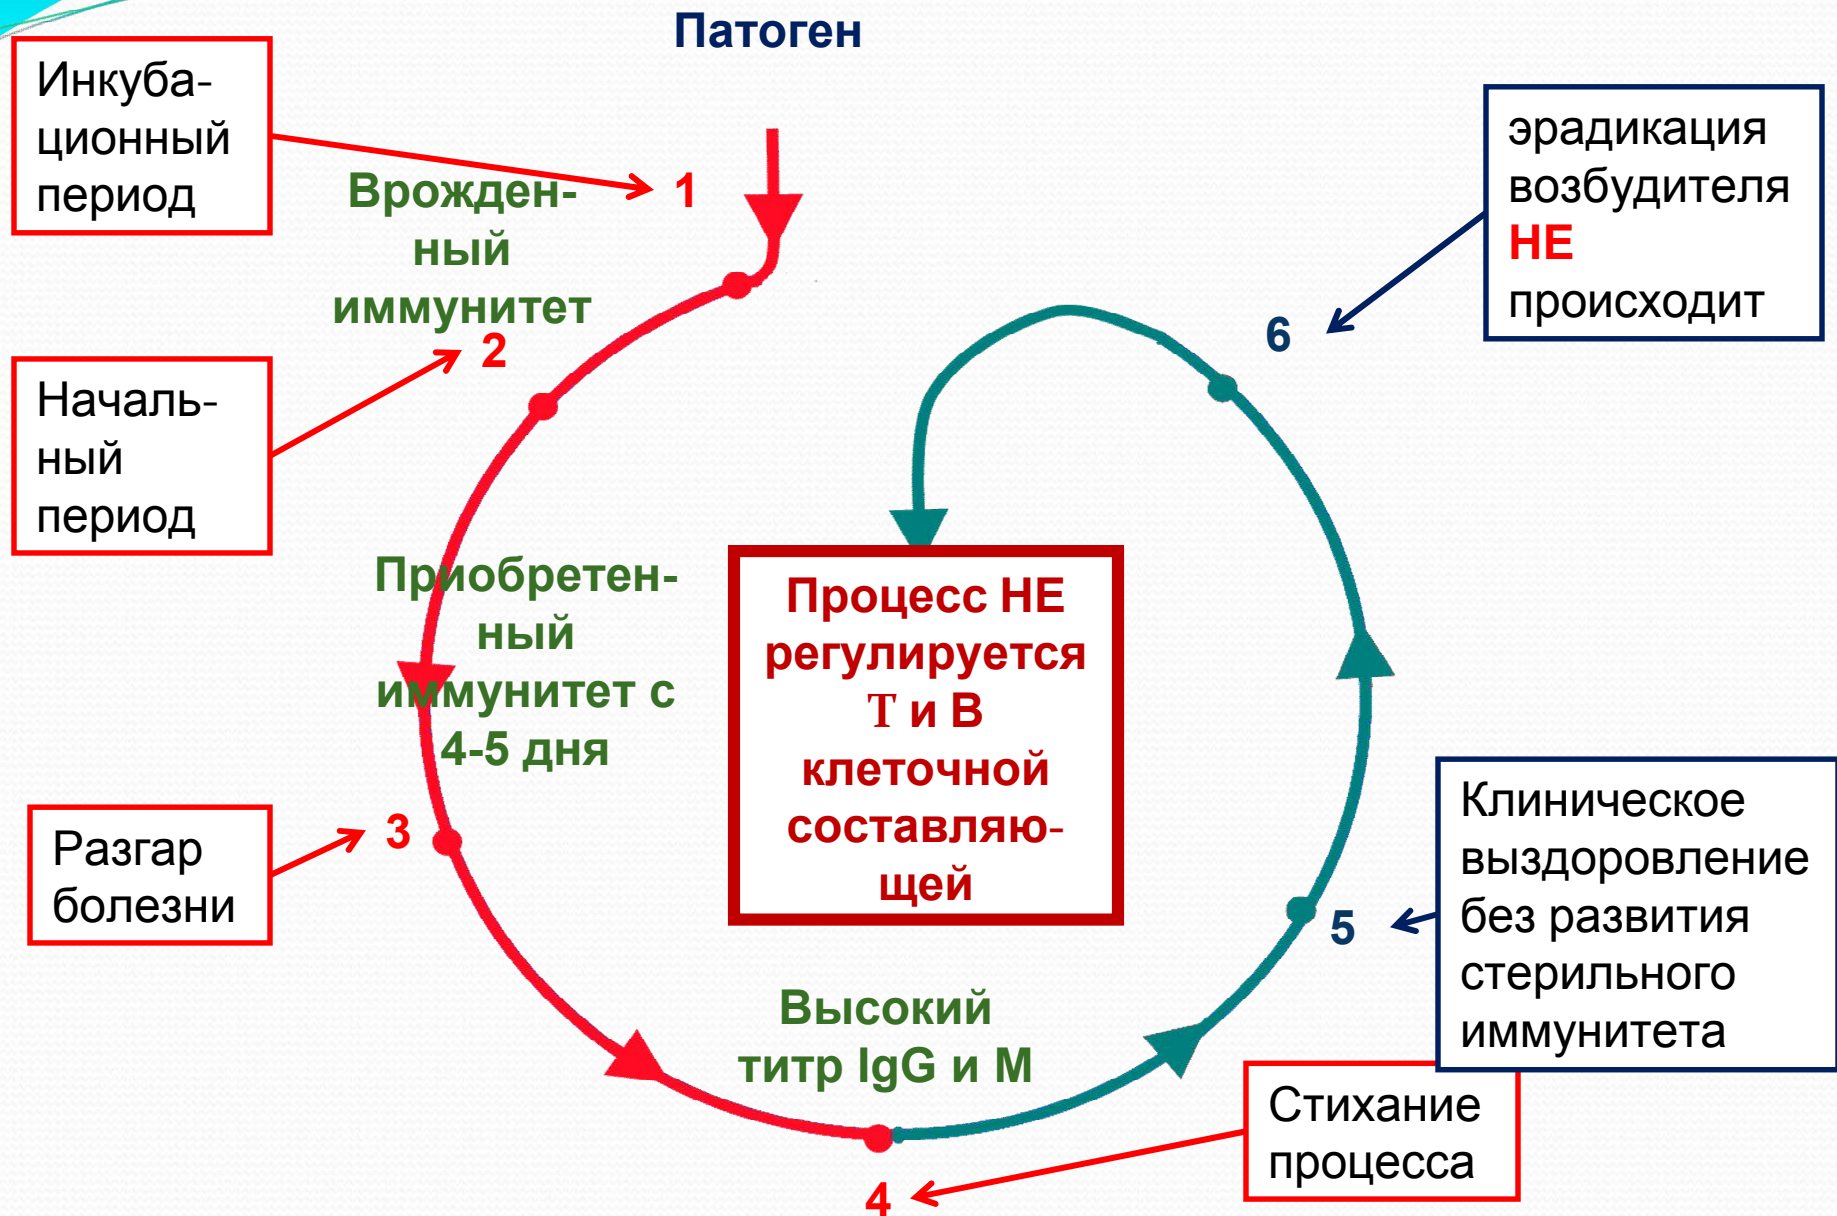 Патоген
Инкуба-
ционный
период
Врожден-
ный
иммунитет
1
2
Началь-
ный
период
Приобретен-
ный
иммунитет с
4-5 дня
Разгар
болезни
3
Процесс НЕ
регулируется
Т и В
клеточной
составляю-
щей
Высокий
титр IgG и М
4
Стихание
процесса
5
Клиническое
выздоровление
без развития
стерильного
иммунитета
6
эрадикация
возбудителя
НЕ
происходит